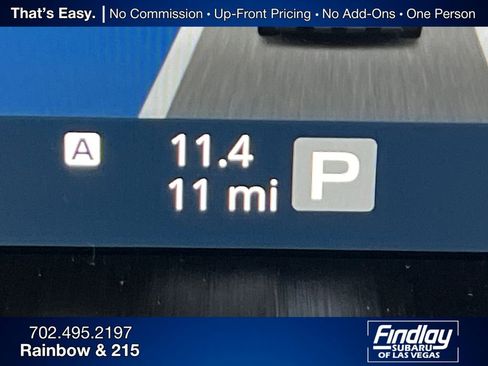 That's Easy. | No Commission • Up-Front Pricing • No Add-Ons • One Person
A 11.4
11 mi P
702.495.2197
Rainbow & 215
Findlay
SUBARU
OF LAS VEGAS